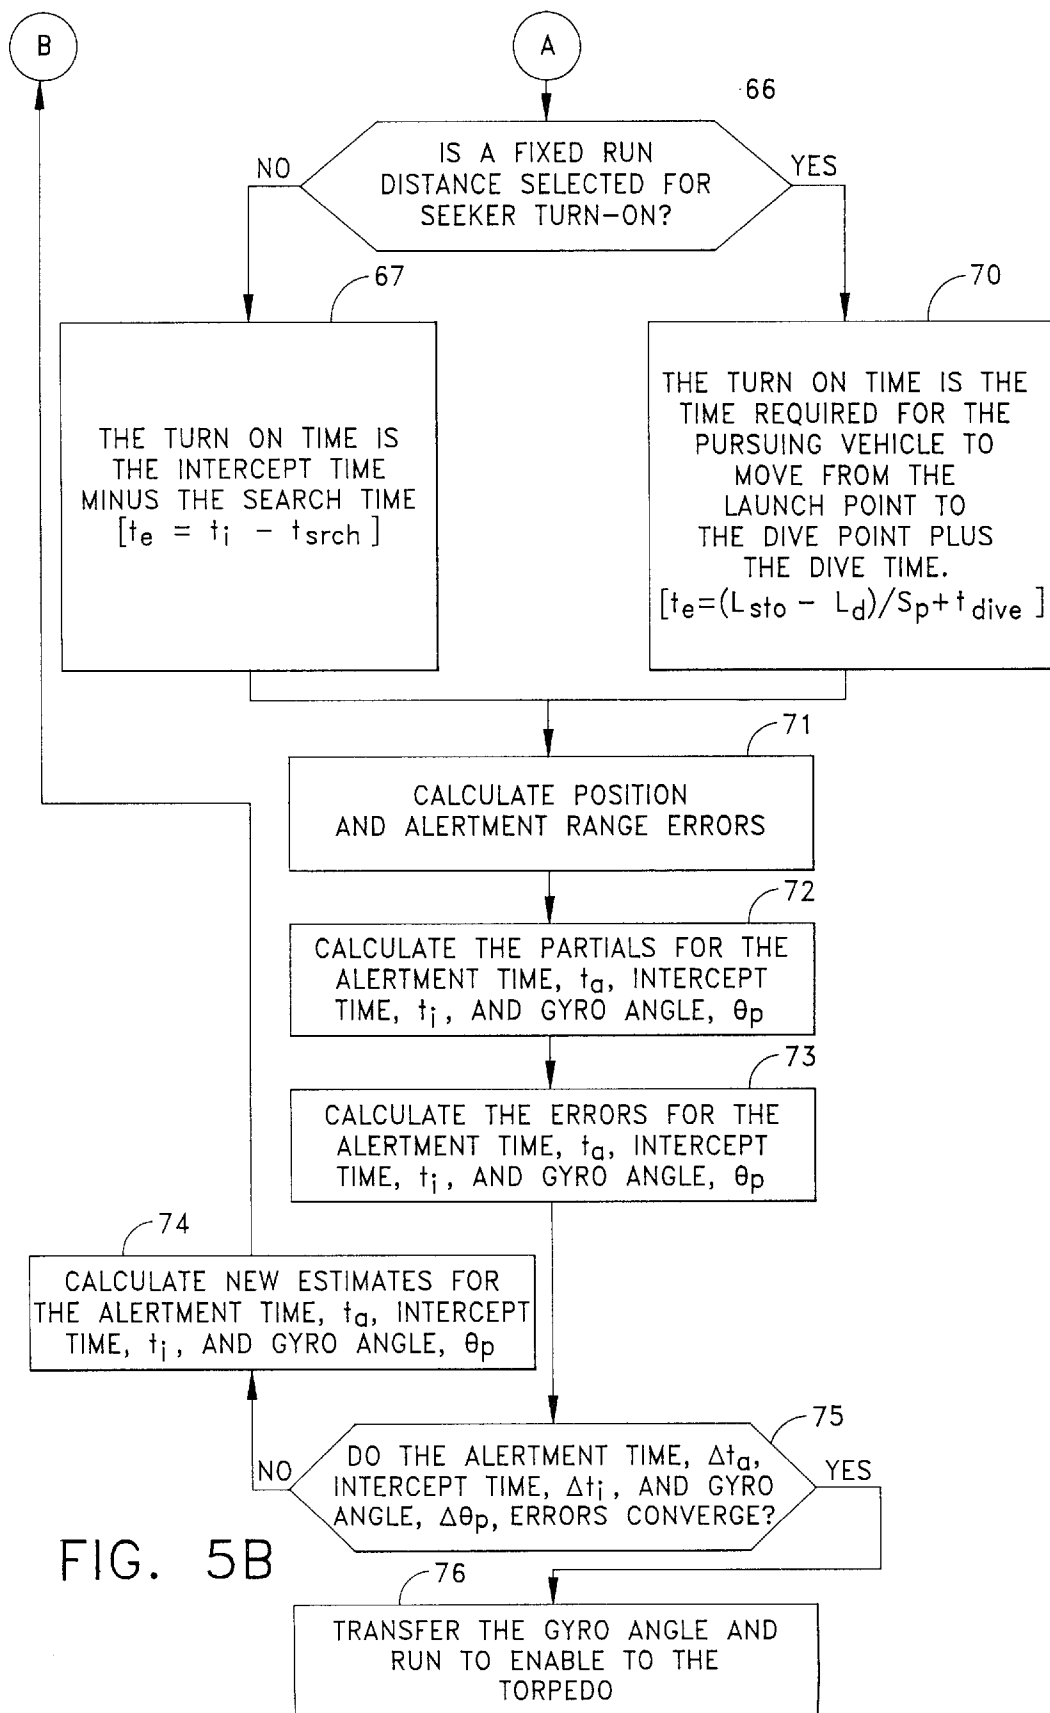 B
A
66
IS A FIXED RUN
DISTANCE SELECTED FOR
SEEKER TURN-ON?
NO
YES
67
THE TURN ON TIME IS
THE INTERCEPT TIME
MINUS THE SEARCH TIME
[te = ti - tsrch]
70
THE TURN ON TIME IS THE
TIME REQUIRED FOR THE
PURSUING VEHICLE TO
MOVE FROM THE
LAUNCH POINT TO
THE DIVE POINT PLUS
THE DIVE TIME.
[te=(Lsto - Ld)/Sp+tdive]
71
CALCULATE POSITION
AND ALERTMENT RANGE ERRORS
72
CALCULATE THE PARTIALS FOR THE
ALERTMENT TIME, ta, INTERCEPT
TIME, ti, AND GYRO ANGLE, θp
73
CALCULATE THE ERRORS FOR THE
ALERTMENT TIME, ta, INTERCEPT
TIME, ti, AND GYRO ANGLE, θp
74
CALCULATE NEW ESTIMATES FOR
THE ALERTMENT TIME, ta, INTERCEPT
TIME, ti, AND GYRO ANGLE, θp
75
DO THE ALERTMENT TIME, Δta,
INTERCEPT TIME, Δti, AND GYRO
ANGLE, Δθp, ERRORS CONVERGE?
NO
YES
FIG. 5B
76
TRANSFER THE GYRO ANGLE AND
RUN TO ENABLE TO THE
TORPEDO